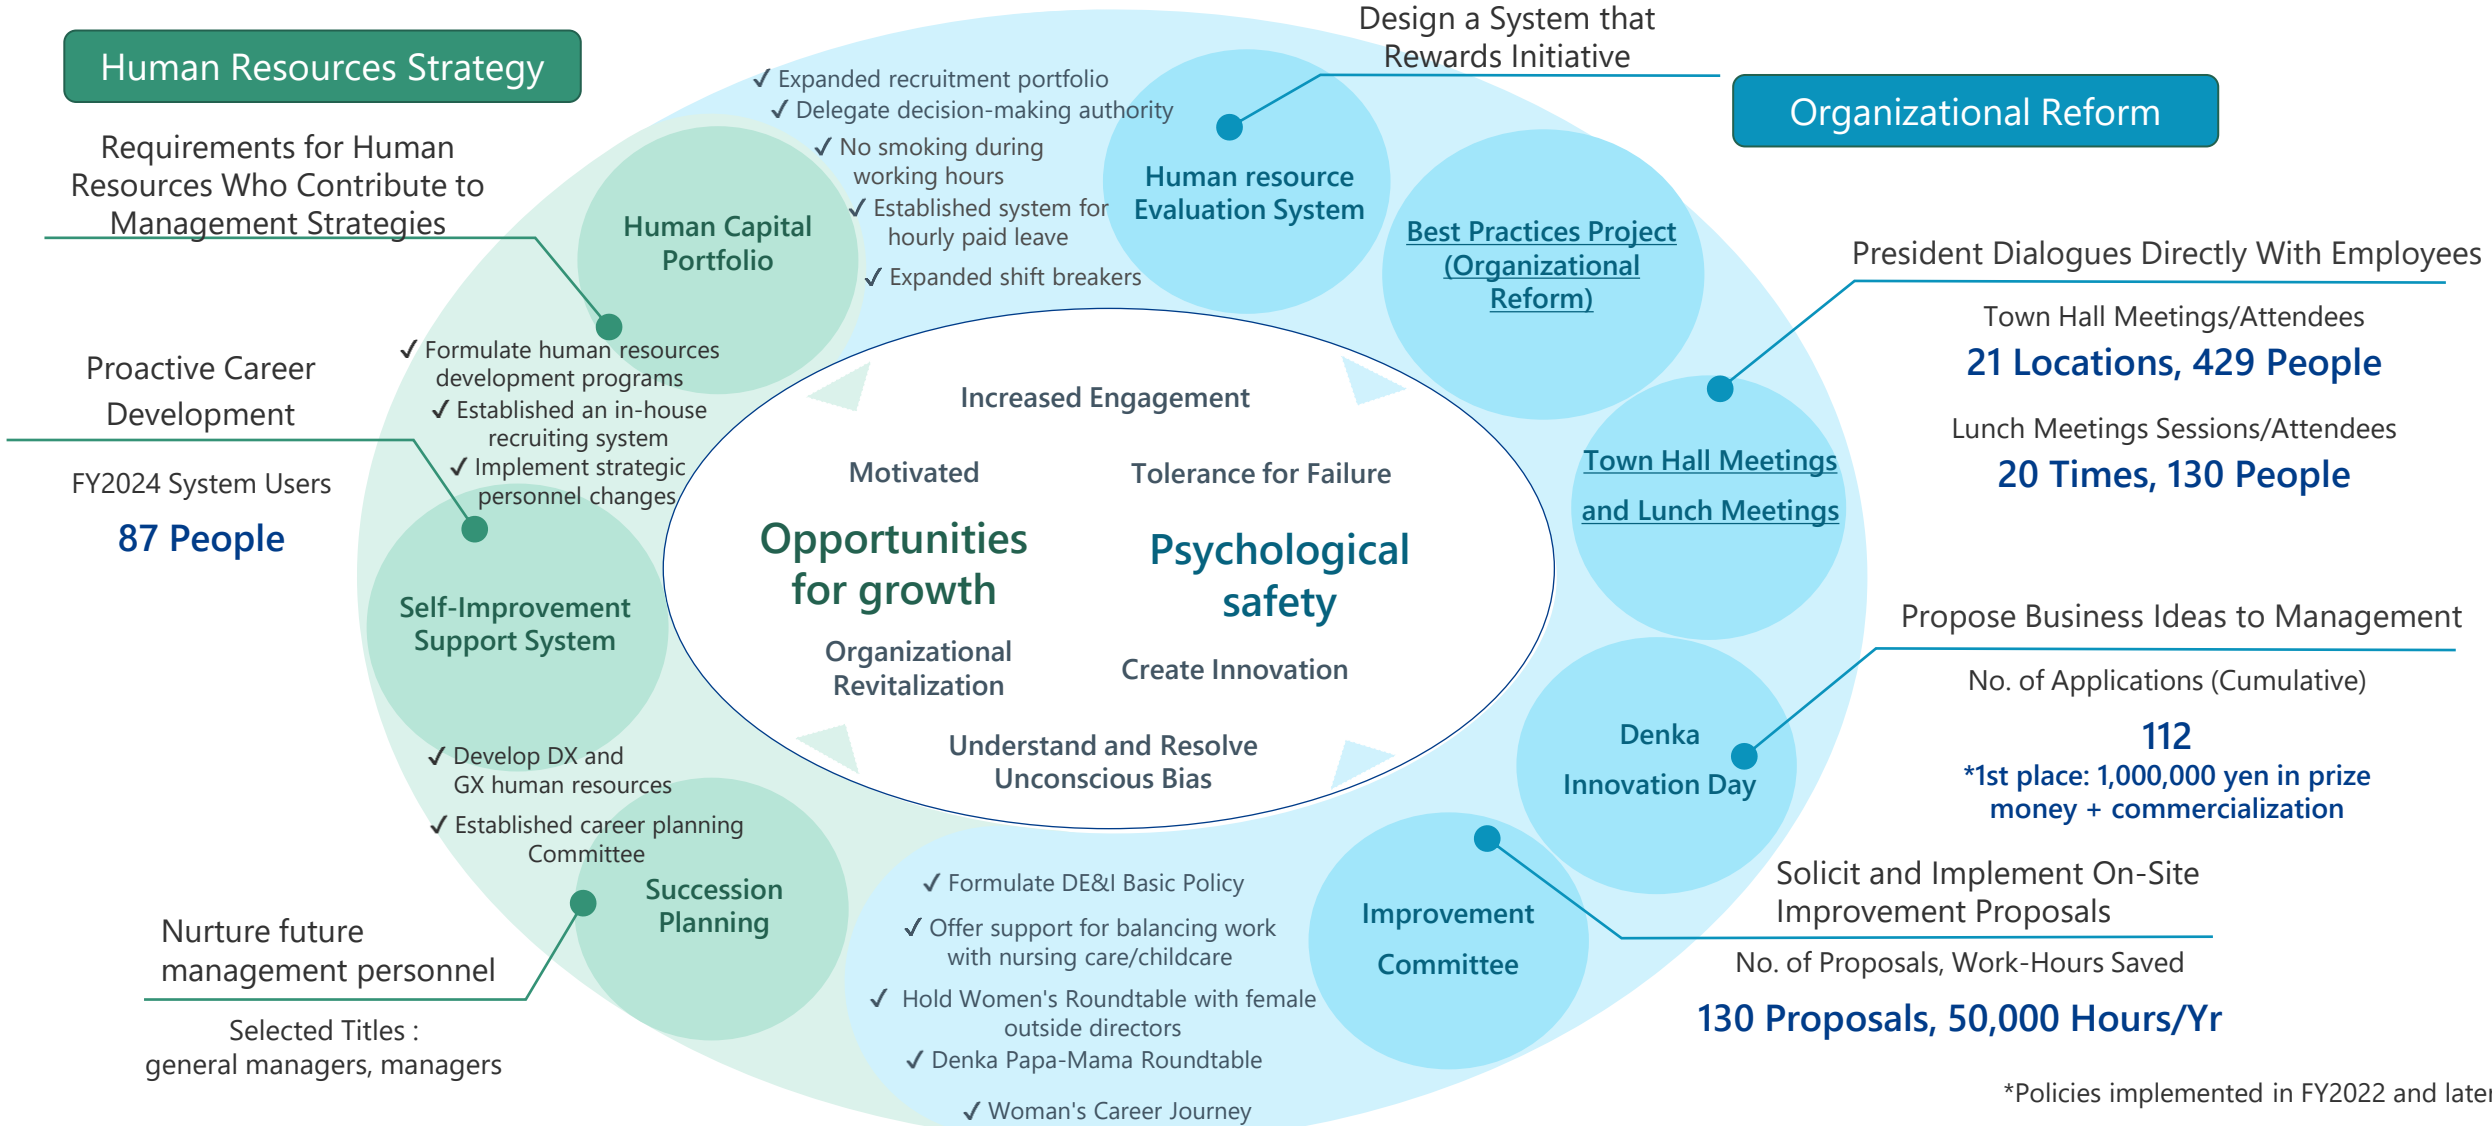 Human Resources Strategy
Requirements for Human
Resources Who Contribute to
Management Strategies
Proactive Career
Development
FY2024 System Users
87 People
Nurture future
management personnel
Selected Titles :
general managers, managers
Human Capital
Portfolio
✓ Formulate human resources
development programs
✓ Established an in-house
recruiting system
✓ Implement strategic
personnel changes
Self-Improvement
Support System
✓ Develop DX and
GX human resources
✓ Established career planning
Committee
Succession
Planning
✓ Expanded recruitment portfolio
✓ Delegate decision-making authority
✓ No smoking during
working hours
✓ Established system for
hourly paid leave
✓ Expanded shift breakers
Increased Engagement
Motivated
Tolerance for Failure
Opportunities
for growth
Psychological
safety
Organizational
Revitalization
Create Innovation
Understand and Resolve
Unconscious Bias
✓ Formulate DE&I Basic Policy
✓ Offer support for balancing work
with nursing care/childcare
✓ Hold Women's Roundtable with female
outside directors
✓ Denka Papa-Mama Roundtable
✓ Woman's Career Journey
Design a System that
Rewards Initiative
Organizational Reform
Human resource
Evaluation System
Best Practices Project
(Organizational
Reform)
Town Hall Meetings
and Lunch Meetings
Denka
Innovation Day
Improvement
Committee
President Dialogues Directly With Employees
Town Hall Meetings/Attendees
21 Locations, 429 People
Lunch Meetings Sessions/Attendees
20 Times, 130 People
Propose Business Ideas to Management
No. of Applications (Cumulative)
112
*1st place: 1,000,000 yen in prize
money + commercialization
Solicit and Implement On-Site
Improvement Proposals
No. of Proposals, Work-Hours Saved
130 Proposals, 50,000 Hours/Yr
*Policies implemented in FY2022 and later